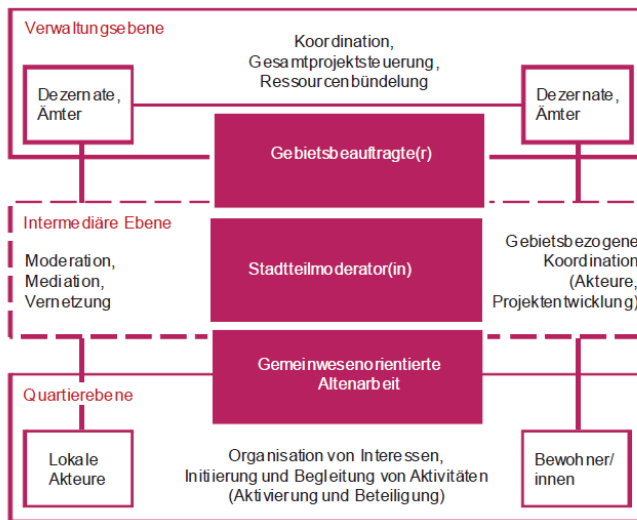 Verwaltungsebene
Koordination,
Gesamtprojektsteuerung,
Ressourcenbündelung
Dezernate,
Ämter
Dezernate,
Ämter
Gebietsbeauftragte(r)
Intermediäre Ebene
Moderation,
Mediation,
Vernetzung
Stadtteilmoderator(in)
Gebietsbezogene
Koordination
(Akteure,
Projektentwicklung)
Gemeinwesenorientierte
Altenarbeit
Quartierebene
Lokale
Akteure
Organisation von Interessen,
Initiierung und Begleitung von Aktivitäten
(Aktivierung und Beteiligung)
Bewohner/
innen